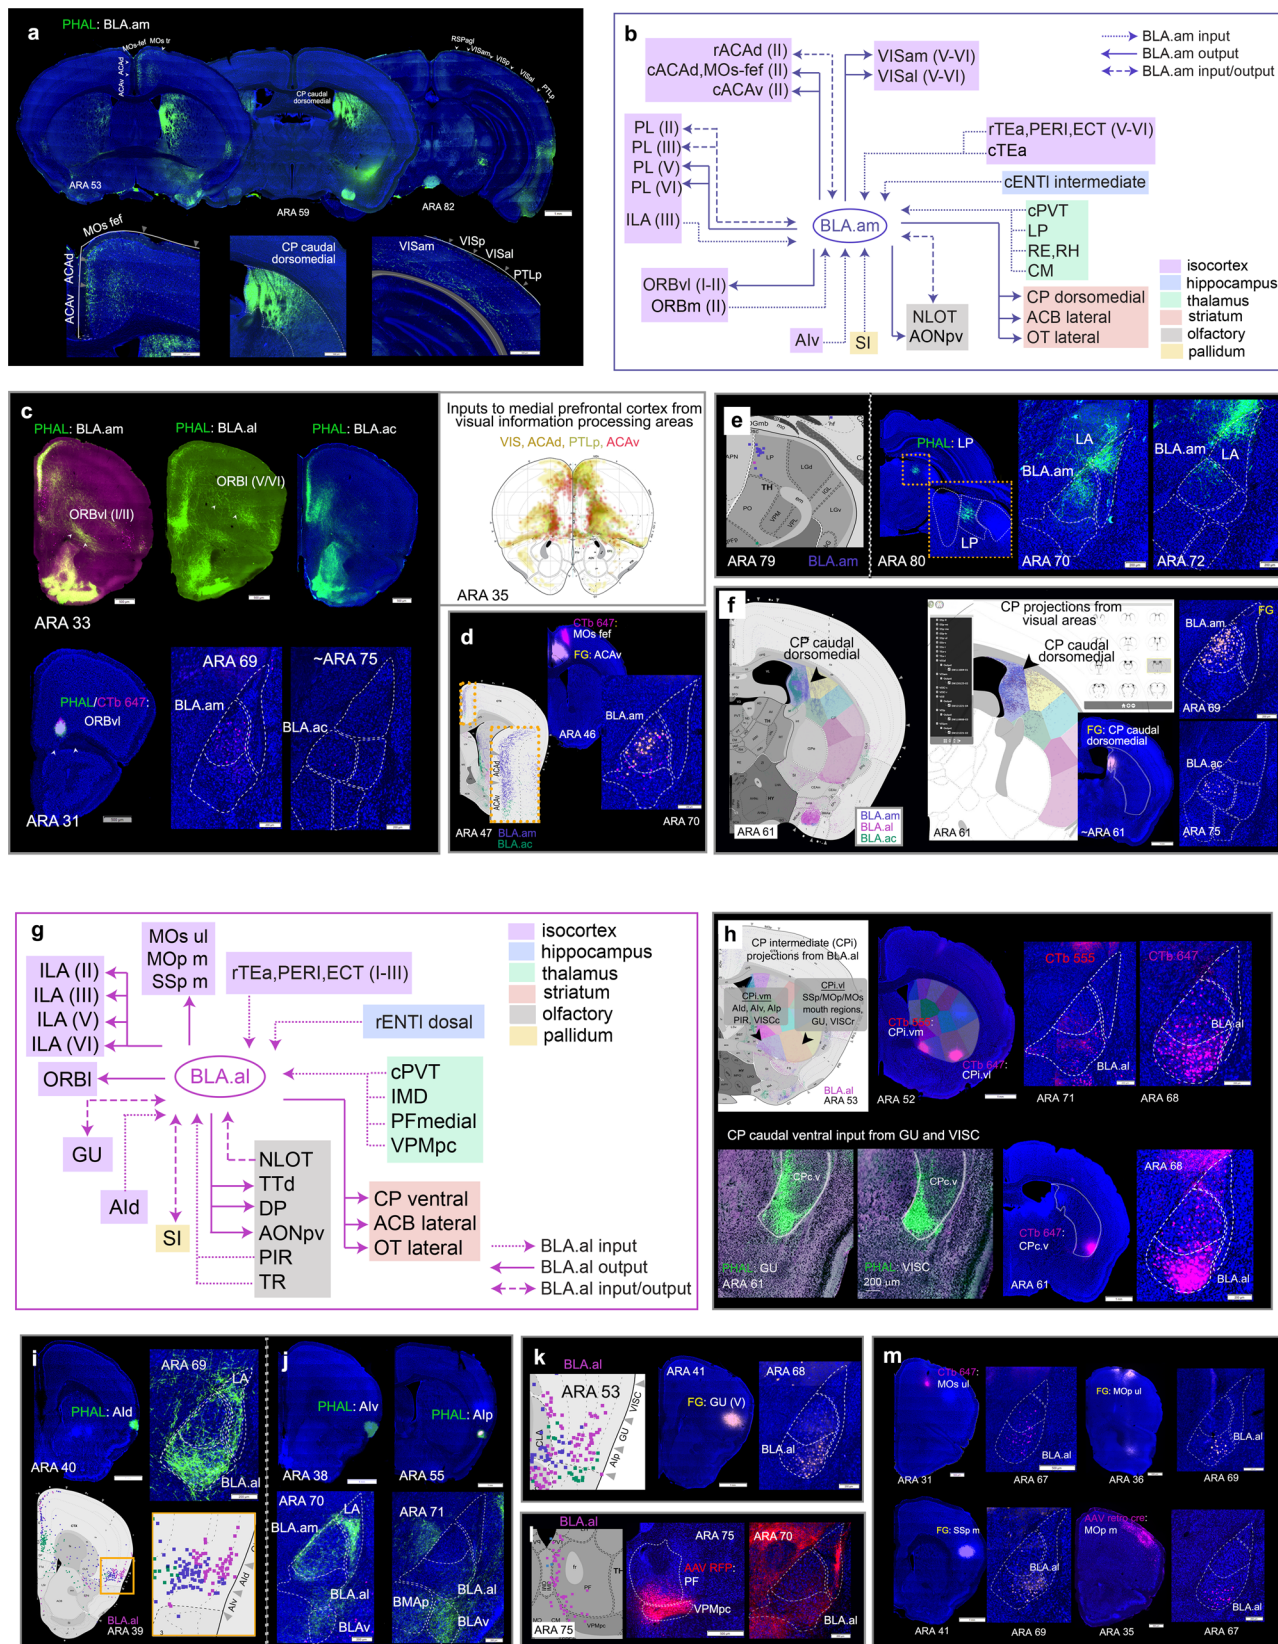 a
PHAL: BLA.am
MOs-fef
MOs tr
ACAd
ACAv
RSPagl
VISam
VISp
VISal
PTLp
CP caudal
dorsomedial
ARA 53
ARA 59
ARA 82
MOs fef
ACAd
ACAv
CP caudal
dorsomedial
VISam
VISp
VISal
PTLp
b
rACAd (II)
cACAd,MOs-fef (II)
cACAv (II)
VISam (V-VI)
VISal (V-VI)
BLA.am input
BLA.am output
BLA.am input/output
PL (II)
PL (III)
PL (V)
PL (VI)
ILA (III)
rTEa,PERI,ECT (V-VI)
cTEa
cENTl intermediate
BLA.am
cPVT
LP
RE,RH
CM
ORBvl (I-II)
ORBm (II)
AIv
SI
NLOT
AONpv
CP dorsomedial
ACB lateral
OT lateral
isocortex
hippocampus
thalamus
striatum
olfactory
pallidum
c
PHAL: BLA.am
PHAL: BLA.al
PHAL: BLA.ac
ORBvl (I/II)
ORBl (V/VI)
ARA 33
Inputs to medial prefrontal cortex from
visual information processing areas
VIS, ACAd, PTLp, ACAv
ARA 35
PHAL/CTb 647:
ORBvl
ARA 31
ARA 69
BLA.am
~ARA 75
BLA.ac
d
CTb 647:
MOs fef
FG: ACAv
ARA 46
ACAd
ACAv
ARA 47
BLA.am
BLA.ac
BLA.am
ARA 70
e
LP
LGd
TH
PO
VPM
VPL
IGL
LGv
APN
ARA 79
BLA.am
PHAL: LP
LP
ARA 80
LA
BLA.am
ARA 70
BLA.am
LA
ARA 72
f
CP caudal
dorsomedial
ARA 61
BLA.am
BLA.al
BLA.ac
CP projections from
visual areas
CP caudal
dorsomedial
ARA 61
FG: CP caudal
dorsomedial
~ARA 61
FG
BLA.am
ARA 69
BLA.ac
ARA 75
g
MOs ul
MOp m
SSp m
ILA (II)
ILA (III)
ILA (V)
ILA (VI)
rTEa,PERI,ECT (I-III)
rENTl dosal
isocortex
hippocampus
thalamus
striatum
olfactory
pallidum
ORBl
BLA.al
cPVT
IMD
PFmedial
VPMpc
GU
AId
SI
NLOT
TTd
DP
AONpv
PIR
TR
CP ventral
ACB lateral
OT lateral
BLA.al input
BLA.al output
BLA.al input/output
h
CP intermediate (CPi)
projections from BLA.al
CPi.vm
AId, AIv, AIp
PIR, VISCc
CPi.vl
SSp/MOp/MOs
mouth regions,
GU, VISCr
BLA.al
ARA 53
CTb 555:
CPi.vm
CTb 647:
CPi.vl
ARA 52
CTb 555
BLA.al
ARA 71
CTb 647
BLA.al
ARA 68
CP caudal ventral input from GU and VISC
CPc.v
PHAL: GU
ARA 61
CPc.v
PHAL: VISC
200 µm
CTb 647:
CPc.v
ARA 61
ARA 68
BLA.al
i
PHAL: AId
ARA 40
ARA 69
LA
BLA.al
BLA.al
ARA 39
AIv
AId
j
PHAL: AIv
ARA 38
PHAL: AIp
ARA 55
ARA 70
LA
BLA.am
BLA.al
BLAv
ARA 71
BLA.al
BMAp
BLAv
k
BLA.al
ARA 53
CLA
AIp
GU
VISC
ARA 41
FG: GU (V)
ARA 68
BLA.al
l
BLA.al
TH
PF
VPMpc
ARA 75
ARA 75
AAV RFP:
PF
VPMpc
ARA 70
BLA.al
m
CTb 647:
MOs ul
ARA 31
BLA.al
ARA 67
FG: MOp ul
ARA 36
BLA.al
ARA 69
FG: SSp m
ARA 41
BLA.al
ARA 69
AAV retro cre:
MOp m
ARA 35
BLA.al
ARA 67